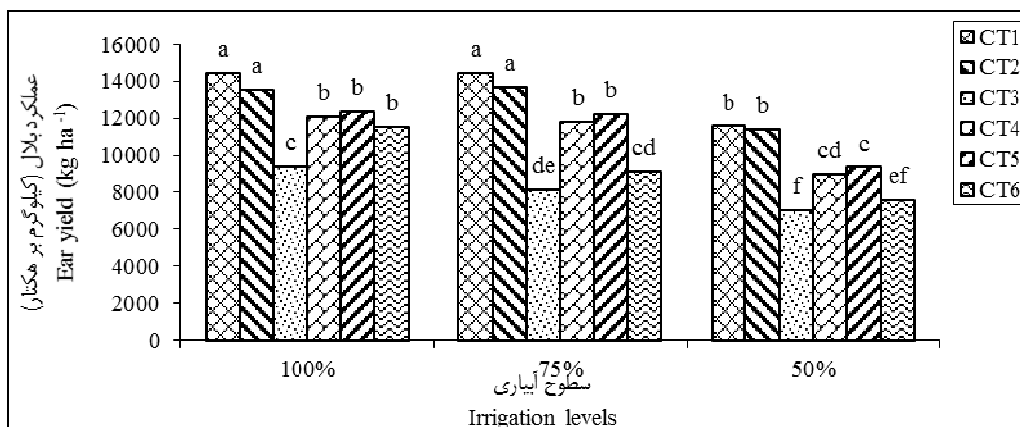 عملکرد بلال (کیلوگرم بر هکتار)
Ear yield (kg ha -1)
16000
14000
12000
10000
8000
6000
4000
2000
0
a a c b b b
a a de b b cd
b b f cd c ef
100% 75% 50%
سطوح آبیاری
Irrigation levels
CT1
CT2
CT3
CT4
CT5
CT6